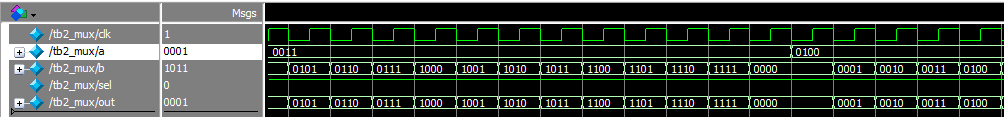 Msgs
/tb2_mux/clk 1
/tb2_mux/a 0001 0011 0100
/tb2_mux/b 1011 0101 0110 0111 1000 1001 1010 1011 1100 1101 1110 1111 0000 0001 0010 0011 0100
/tb2_mux/sel 0
/tb2_mux/out 0001 0101 0110 0111 1000 1001 1010 1011 1100 1101 1110 1111 0000 0001 0010 0011 0100